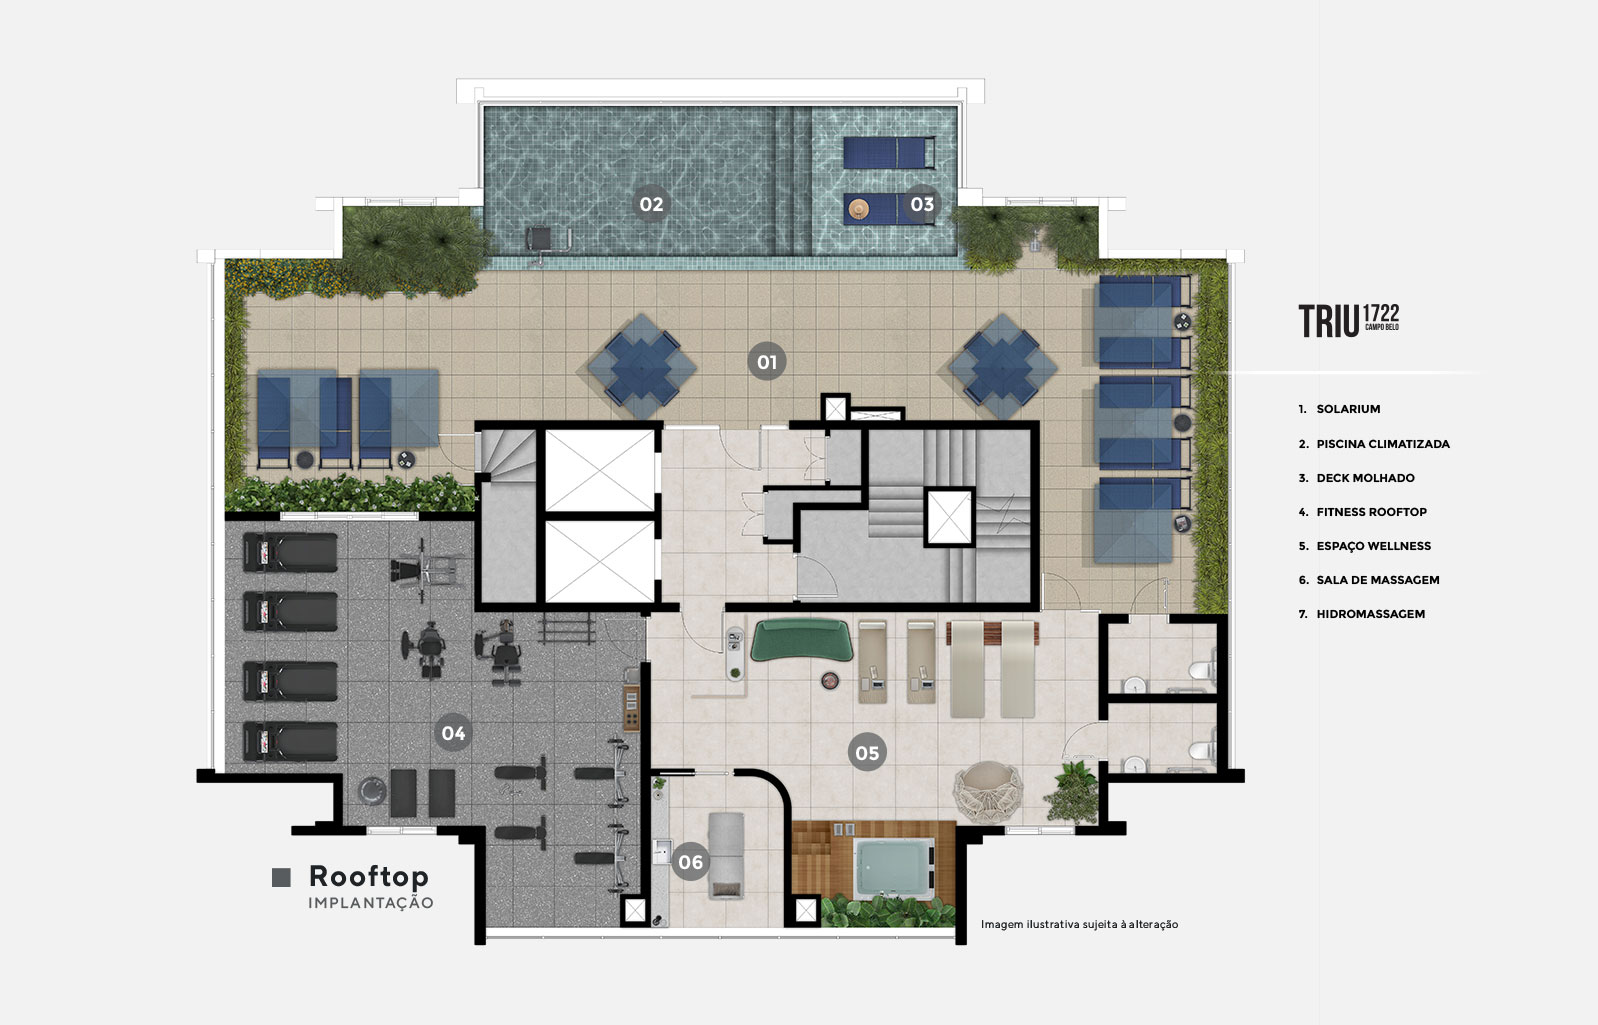 02
03
01
04
05
06
TRIU 1722
CAMPO BELO
1. SOLARIUM
2. PISCINA CLIMATIZADA
3. DECK MOLHADO
4. FITNESS ROOFTOP
5. ESPAÇO WELLNESS
6. SALA DE MASSAGEM
7. HIDROMASSAGEM
Rooftop
IMPLANTAÇÃO
Imagem ilustrativa sujeita à alteração